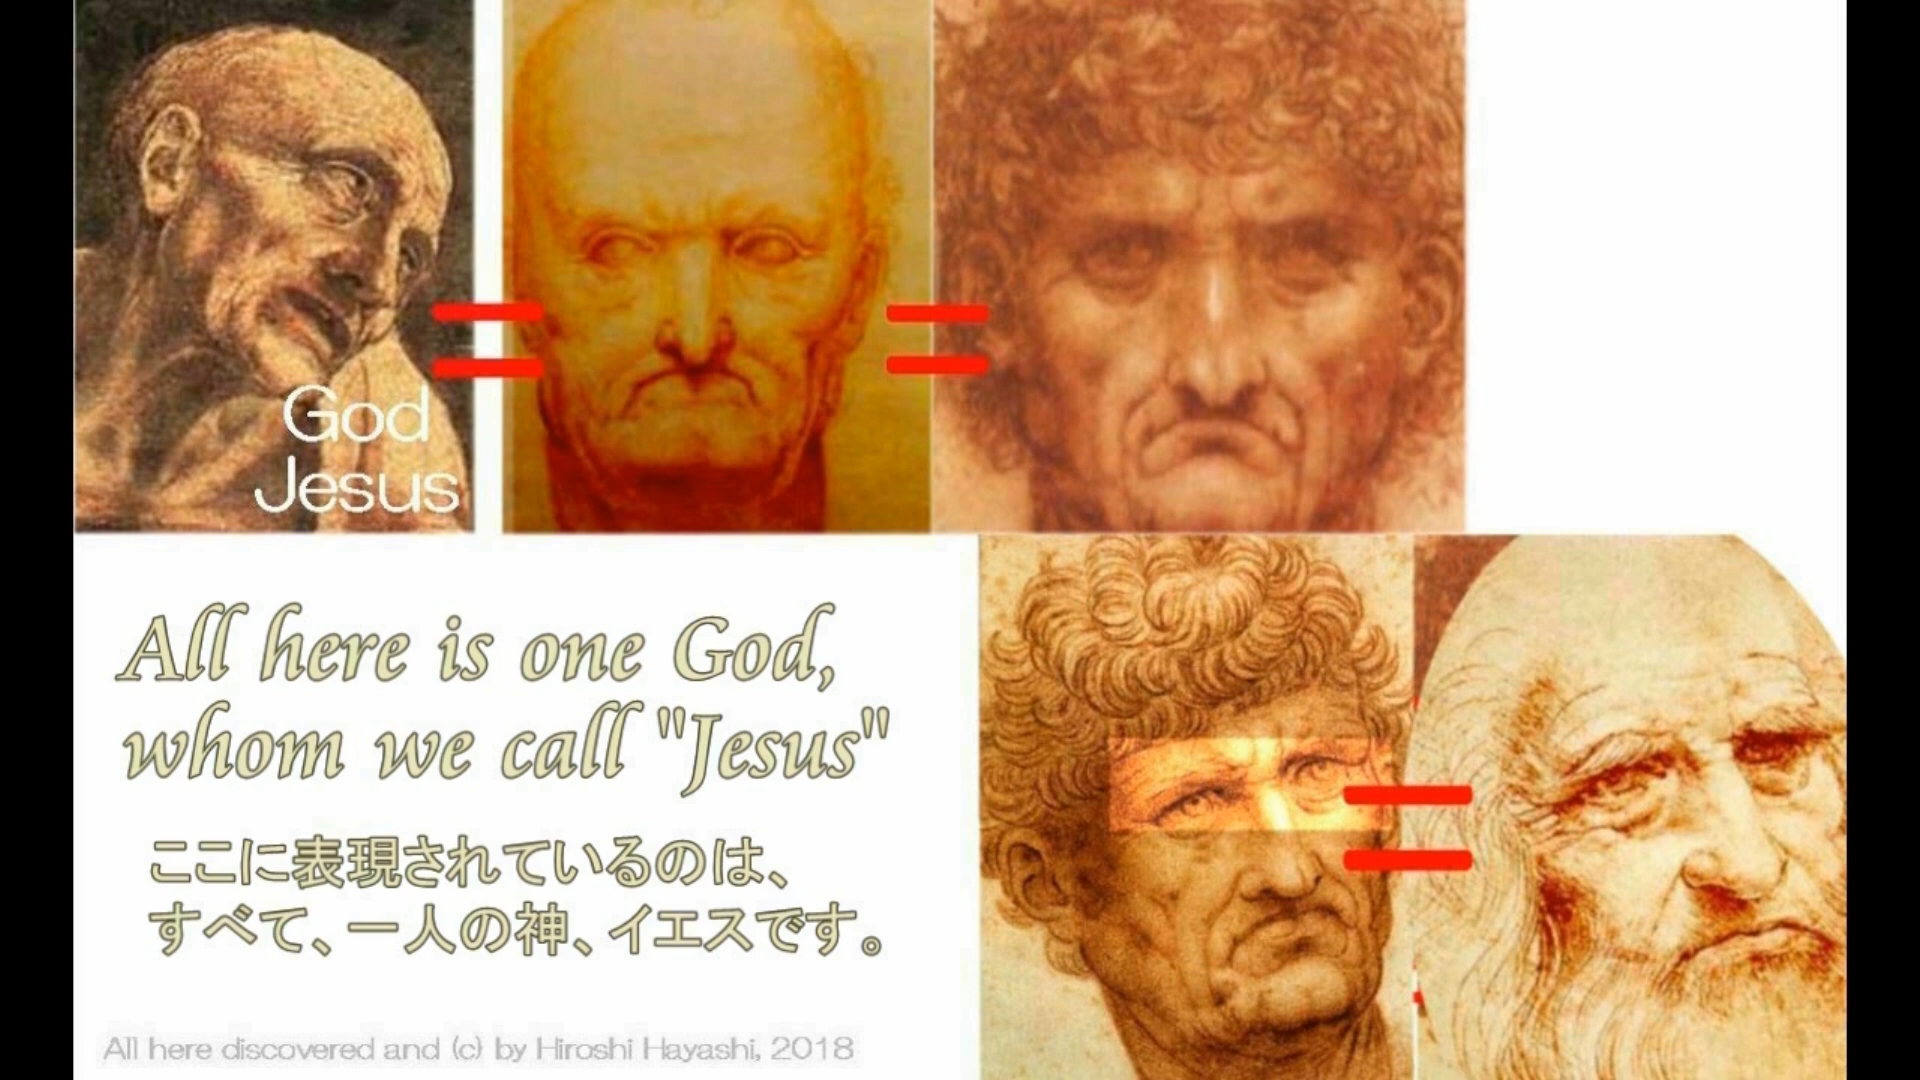 God
Jesus
All here is one God,
whom we call "Jesus"
ここに表現されているのは、
すべて、一人の神、イエスです。
All here discovered and (c) by Hiroshi Hayashi, 2018